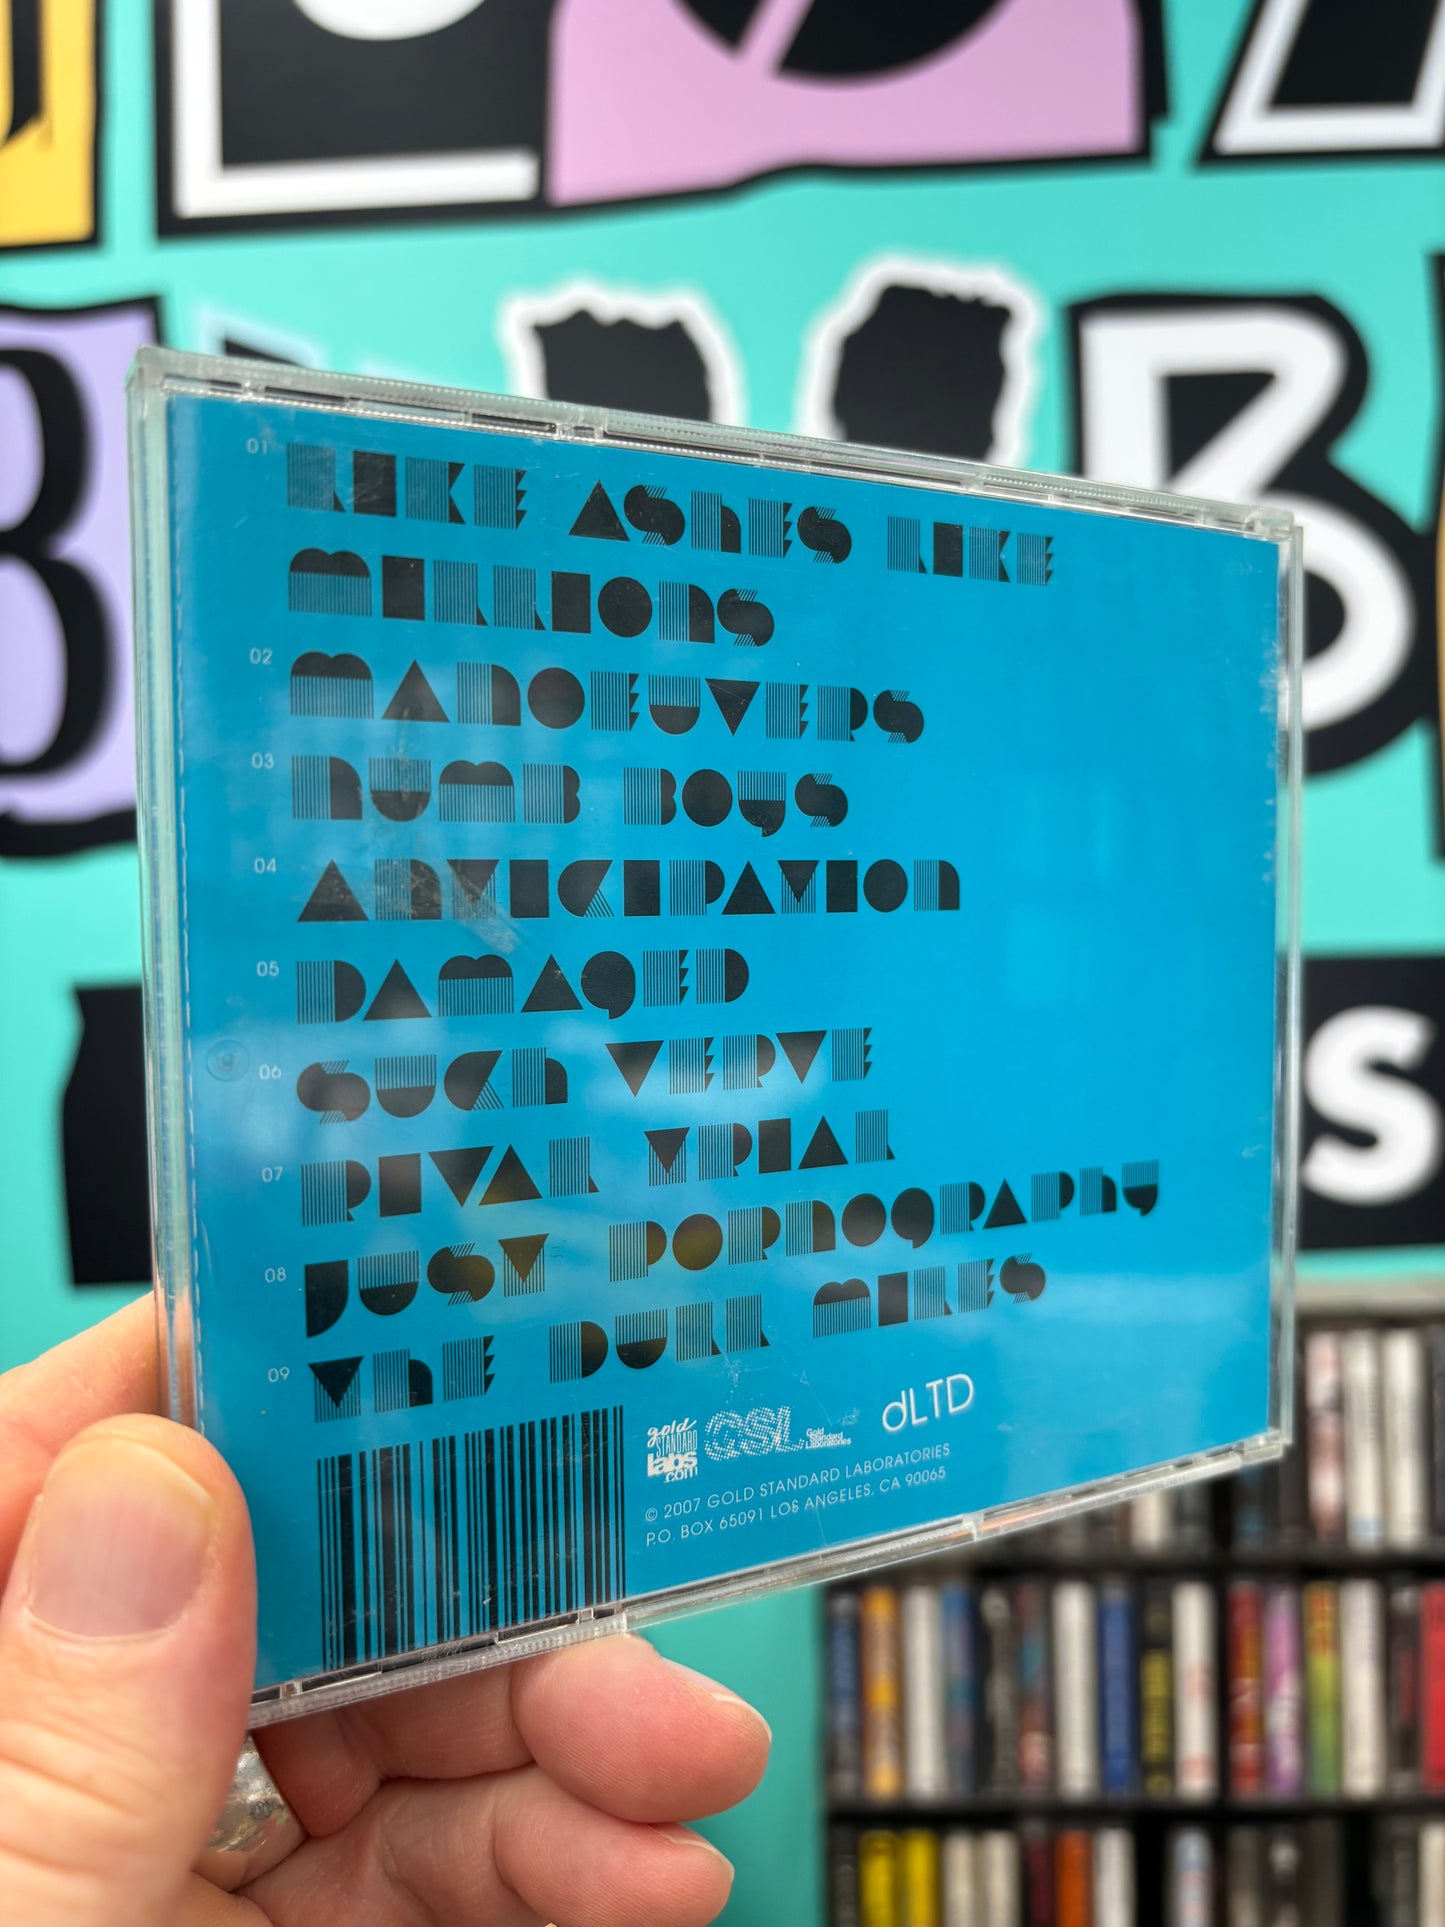 01 LIKE ASHES LIKE
MILLIONS
02 MANOEUVERS
03 NUMB BOYS
04 ANTICIPATION
05 DAMAGED
06 SUCH VERVE
07 RIVAL TRIAL
08 JUST PORNOGRAPHY
09 THE DULL MILES
gold
STANDARD
labs
.com
GSL
Gold
Standard
Laboratories
dLTD
© 2007 GOLD STANDARD LABORATORIES
P.O. BOX 65091 LOS ANGELES, CA 90065
B
S